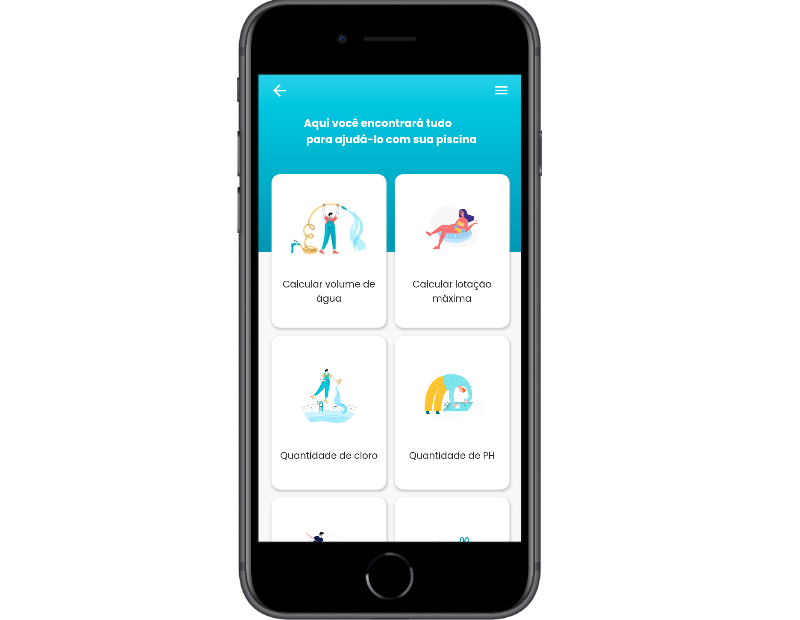 Aqui você encontrará tudo
para ajudá-lo com sua piscina
Calcular volume de
água
Calcular lotação
máxima
Quantidade de cloro
Quantidade de PH